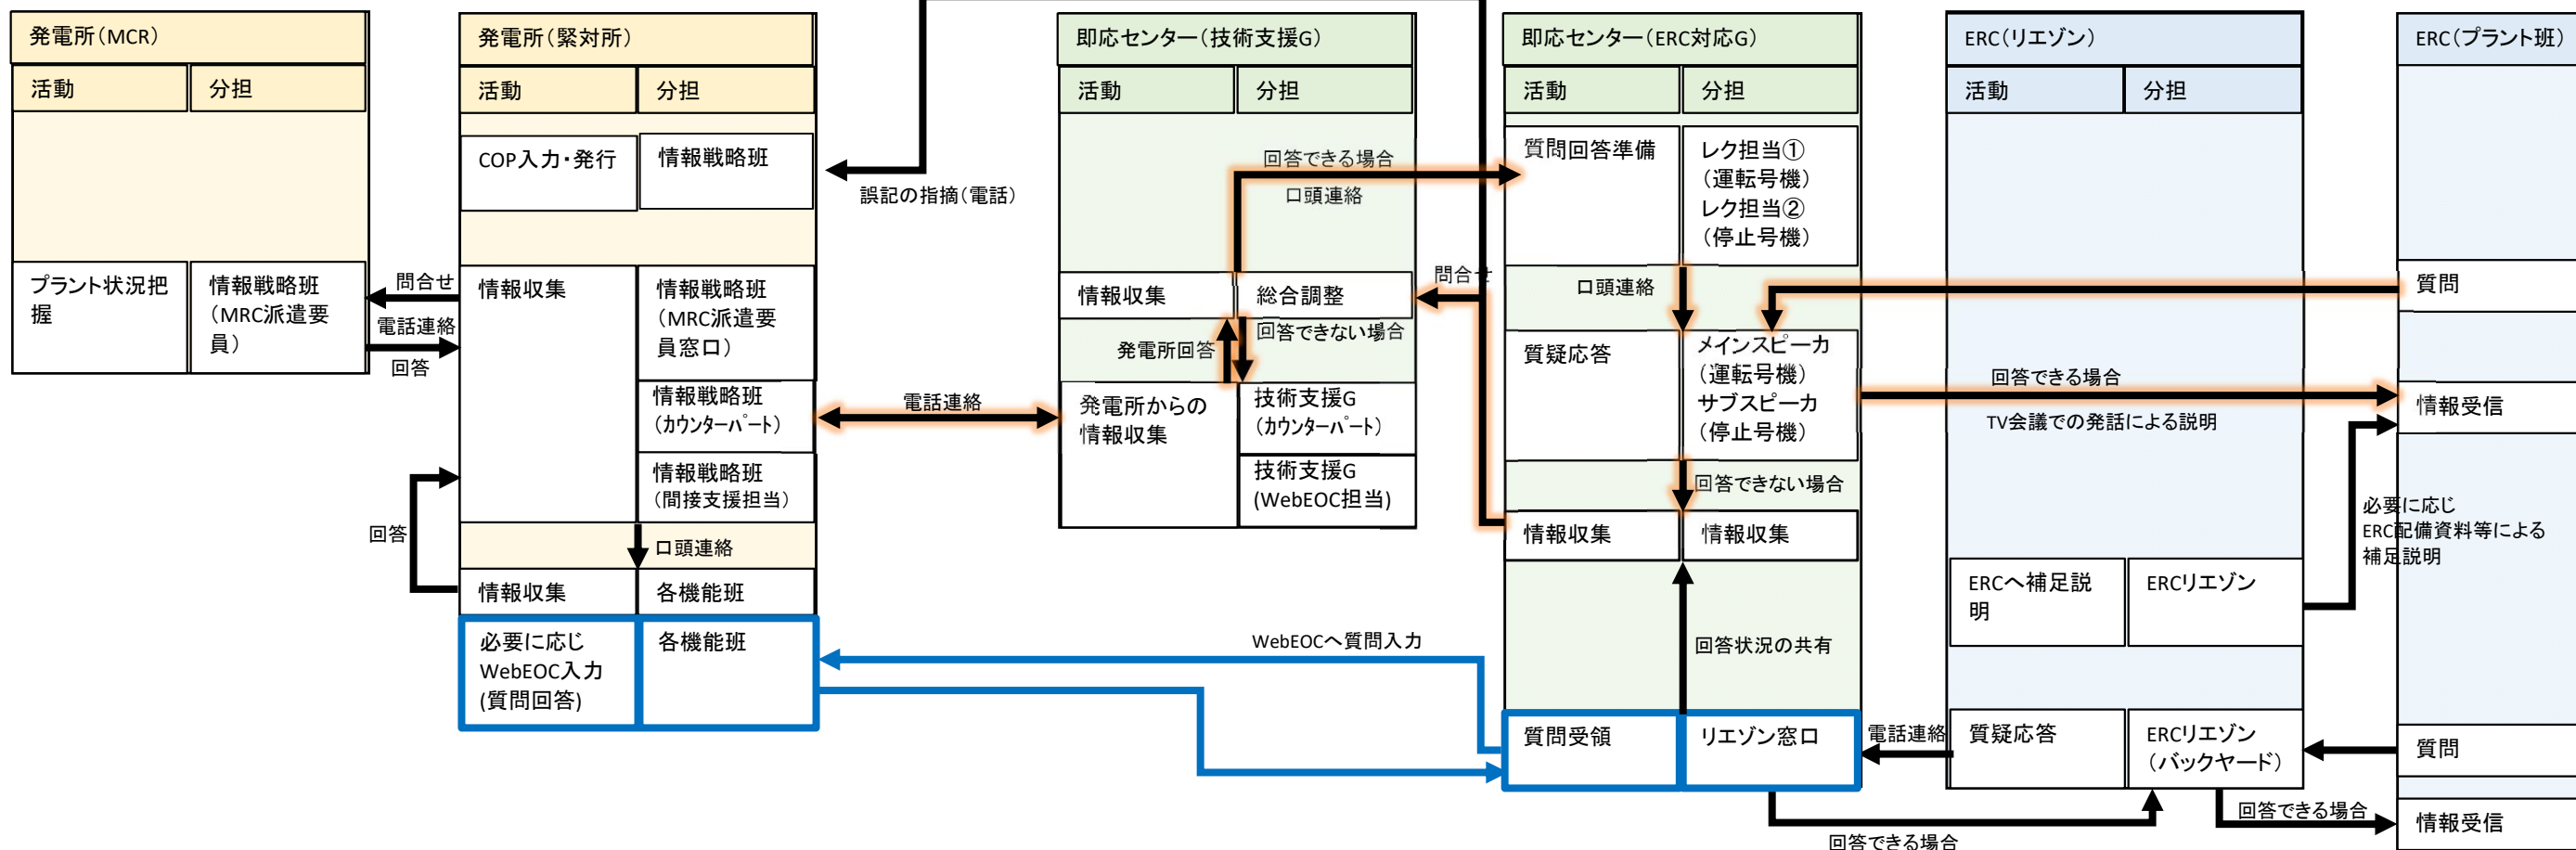 発電所（MCR）
活動
分担
プラント状況把
握
情報戦略班
（MRC派遣要
員）
問合せ
電話連絡
回答
発電所（緊対所）
活動
分担
COP入力・発行
情報戦略班
情報収集
情報戦略班
（MRC派遣要
員窓口）
情報戦略班
（カウンターパート）
情報戦略班
（間接支援担当）
口頭連絡
回答
情報収集
各機能班
必要に応じ
WebEOC入力
(質問回答)
各機能班
誤記の指摘（電話）
電話連絡
即応センター（技術支援G）
活動
分担
回答できる場合
口頭連絡
情報収集
総合調整
回答できない場合
発電所回答
発電所からの
情報収集
技術支援G
（カウンターパート）
技術支援G
(WebEOC担当)
問合せ
WebEOCへ質問入力
即応センター（ERC対応G）
活動
分担
質問回答準備
レク担当①
（運転号機）
レク担当②
（停止号機）
口頭連絡
質疑応答
メインスピーカ
（運転号機）
サブスピーカ
（停止号機）
回答できない場合
情報収集
情報収集
回答状況の共有
質問受領
リエゾン窓口
電話連絡
回答できる場合
ERC（リエゾン）
活動
分担
回答できる場合
TV会議での発話による説明
ERCへ補足説
明
ERCリエゾン
質疑応答
ERCリエゾン
（バックヤード）
回答できる場合
ERC（プラント班）
質問
情報受信
必要に応じ
ERC配備資料等による
補足説明
質問
情報受信